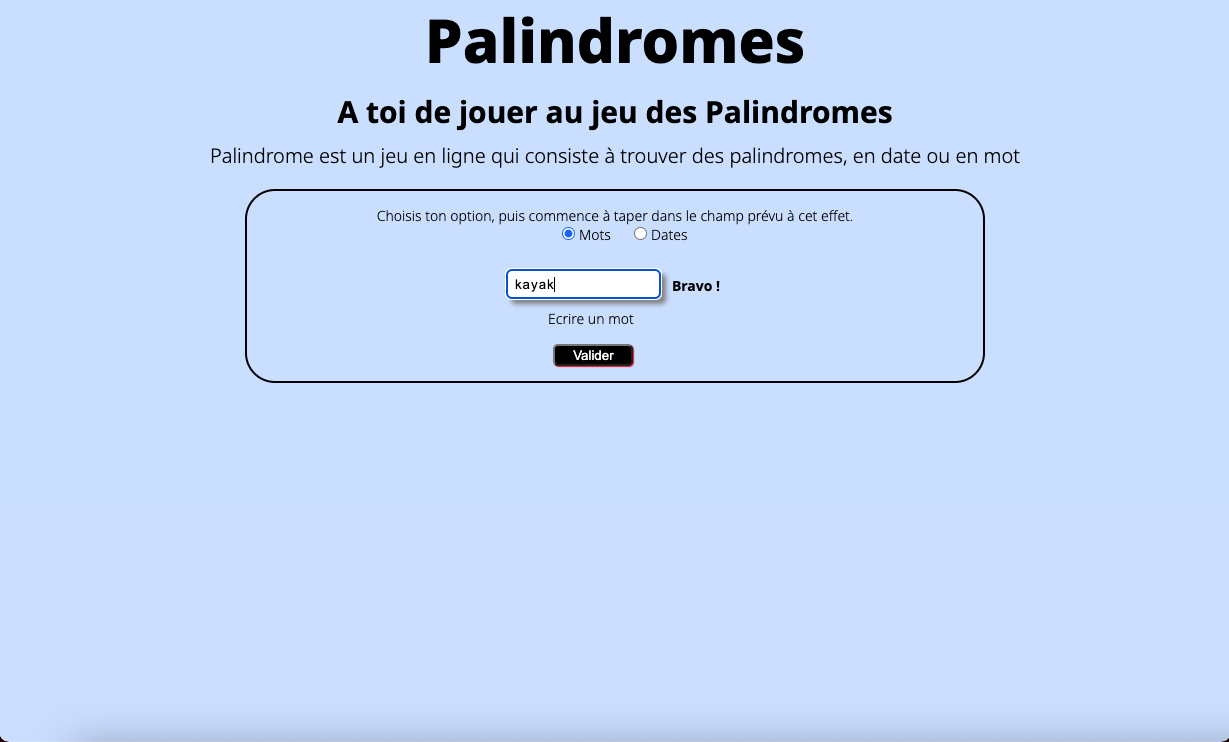 Palindromes
A toi de jouer au jeu des Palindromes
Palindrome est un jeu en ligne qui consiste à trouver des palindromes, en date ou en mot
Choisis ton option, puis commence à taper dans le champ prévu à cet effet.
Mots Dates
kayak Bravo !
Ecrire un mot
Valider